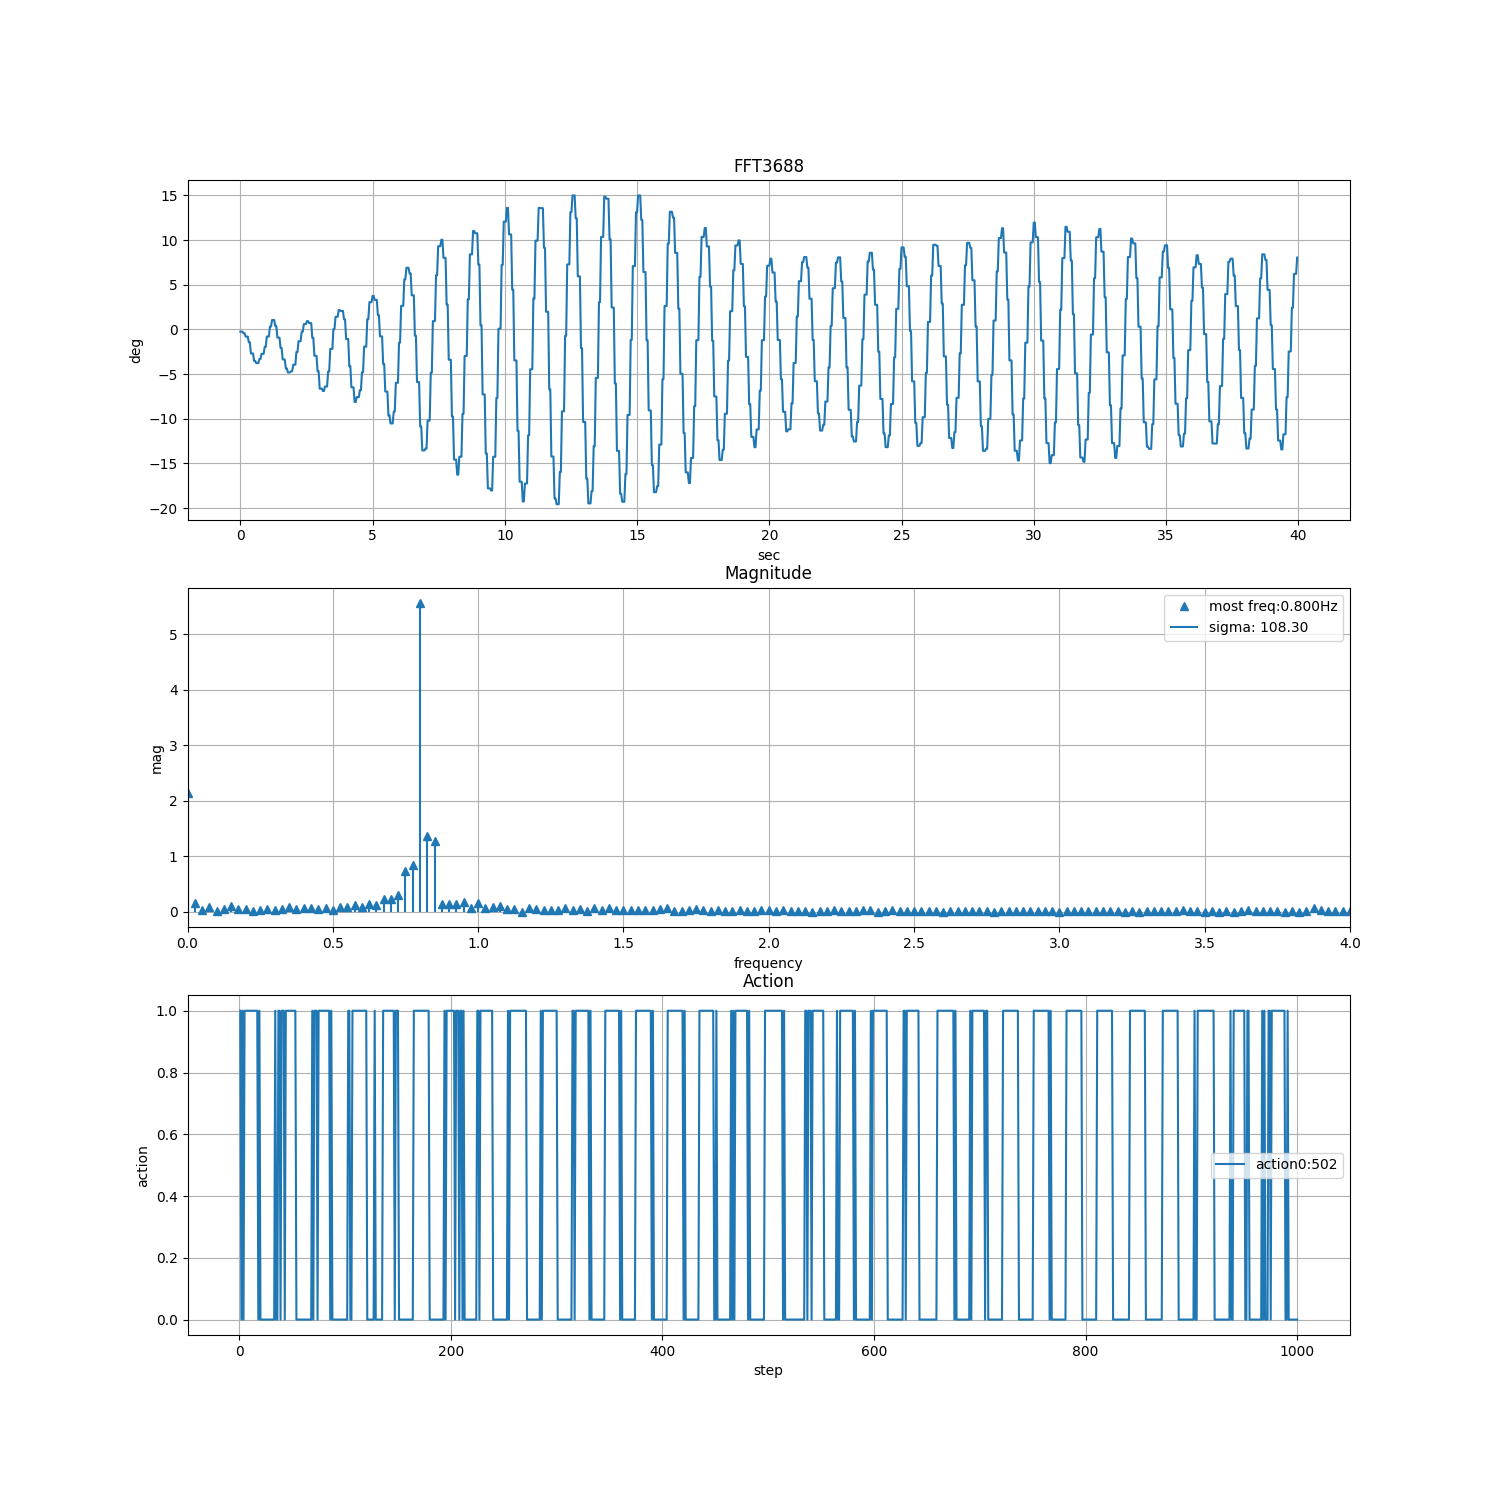 FFT3688
15
10
5
0
−5
−10
−15
−20
deg
0 5 10 15 20 25 30 35 40
sec
Magnitude
most freq:0.800Hz
sigma: 108.30
5
4
3
2
1
0
mag
0.0 0.5 1.0 1.5 2.0 2.5 3.0 3.5 4.0
frequency
Action
1.0
0.8
0.6
0.4
0.2
0.0
action
action0:502
0 200 400 600 800 1000
step